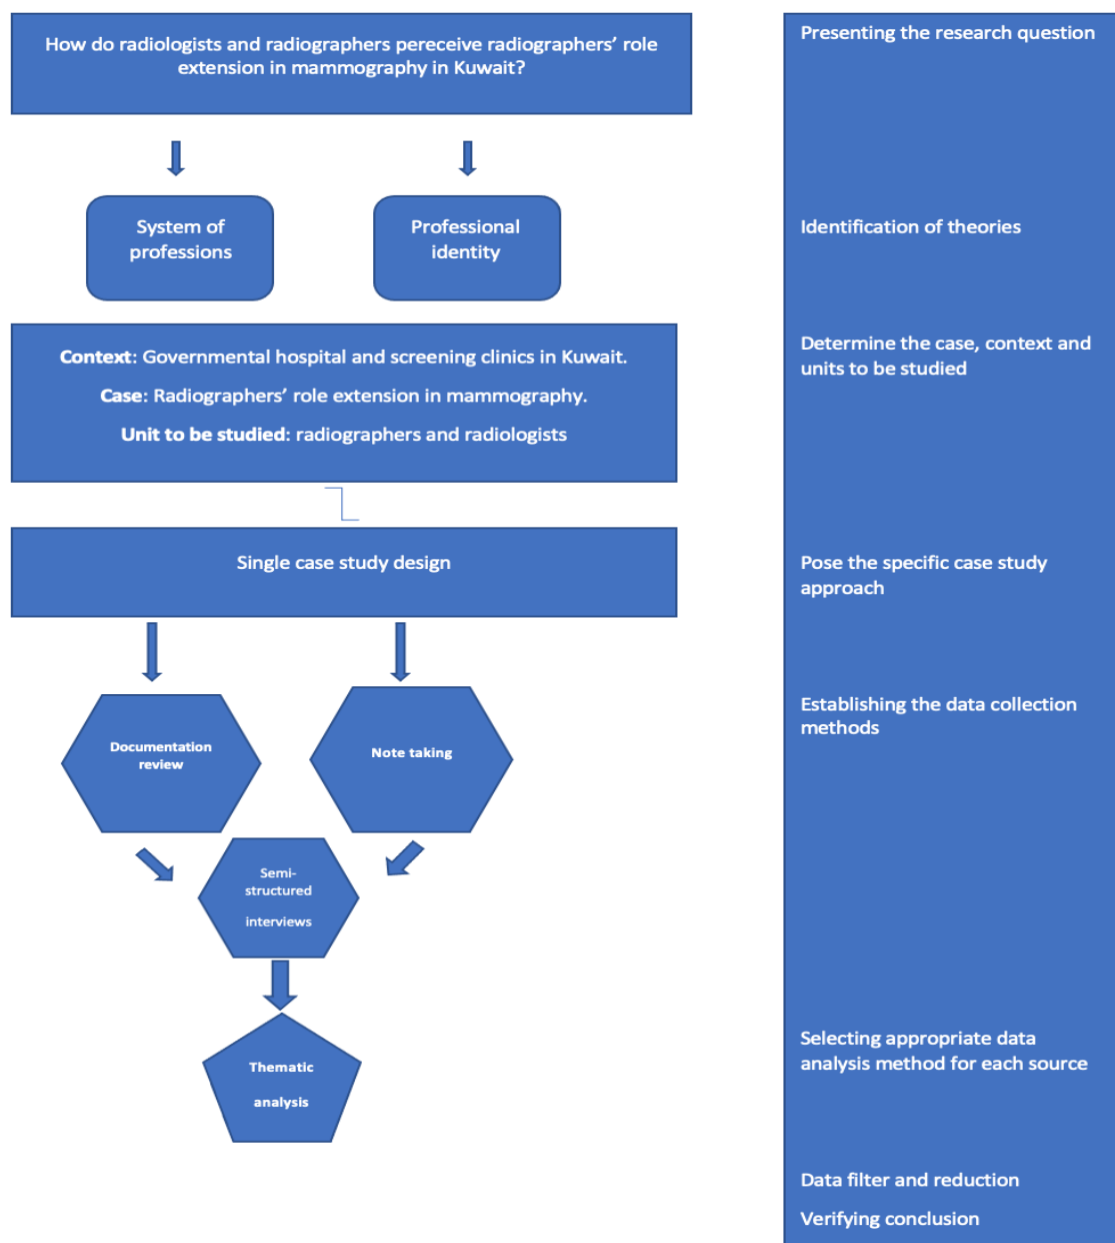 How do radiologists and radiographers pereceive radiographers’ role
extension in mammography in Kuwait?
System of
professions
Professional
identity
Context: Governmental hospital and screening clinics in Kuwait.
Case: Radiographers’ role extension in mammography.
Unit to be studied: radiographers and radiologists
Single case study design
Documentation
review
Note taking
Semi-
structured
interviews
Thematic
analysis
Presenting the research question
Identification of theories
Determine the case, context and
units to be studied
Pose the specific case study
approach
Establishing the data collection
methods
Selecting appropriate data
analysis method for each source
Data filter and reduction
Verifying conclusion